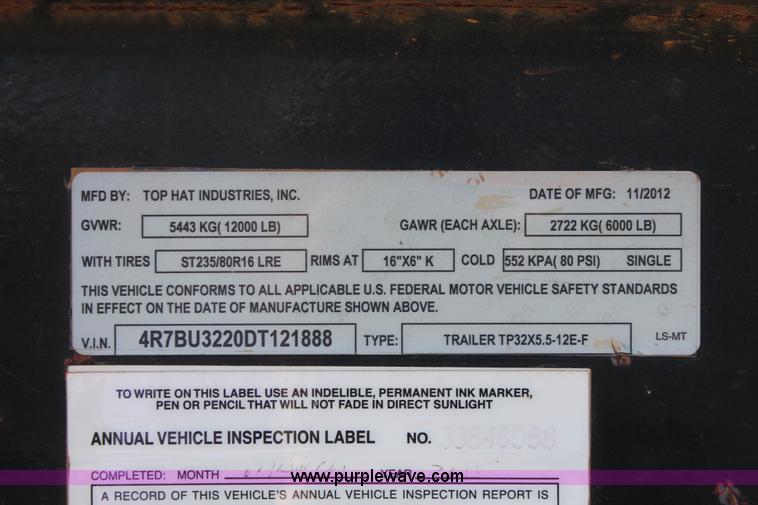 MFD BY: TOP HAT INDUSTRIES, INC. DATE OF MFG: 11/2012
GVWR: 5443 KG( 12000 LB) GAWR (EACH AXLE): 2722 KG( 6000 LB)
WITH TIRES ST235/80R16 LRE RIMS AT 16"X6" K COLD 552 KPA( 80 PSI) SINGLE
THIS VEHICLE CONFORMS TO ALL APPLICABLE U.S. FEDERAL MOTOR VEHICLE SAFETY STANDARDS
IN EFFECT ON THE DATE OF MANUFACTURE SHOWN ABOVE.
V.I.N. 4R7BU3220DT121888 TYPE: TRAILER TP32X5.5-12E-F LS-MT
TO WRITE ON THIS LABEL USE AN INDELIBLE, PERMANENT INK MARKER,
PEN OR PENCIL THAT WILL NOT FADE IN DIRECT SUNLIGHT
ANNUAL VEHICLE INSPECTION LABEL NO. 33846088
COMPLETED: MONTH YEAR
www.purplewave.com
A RECORD OF THIS VEHICLE'S ANNUAL VEHICLE INSPECTION REPORT IS